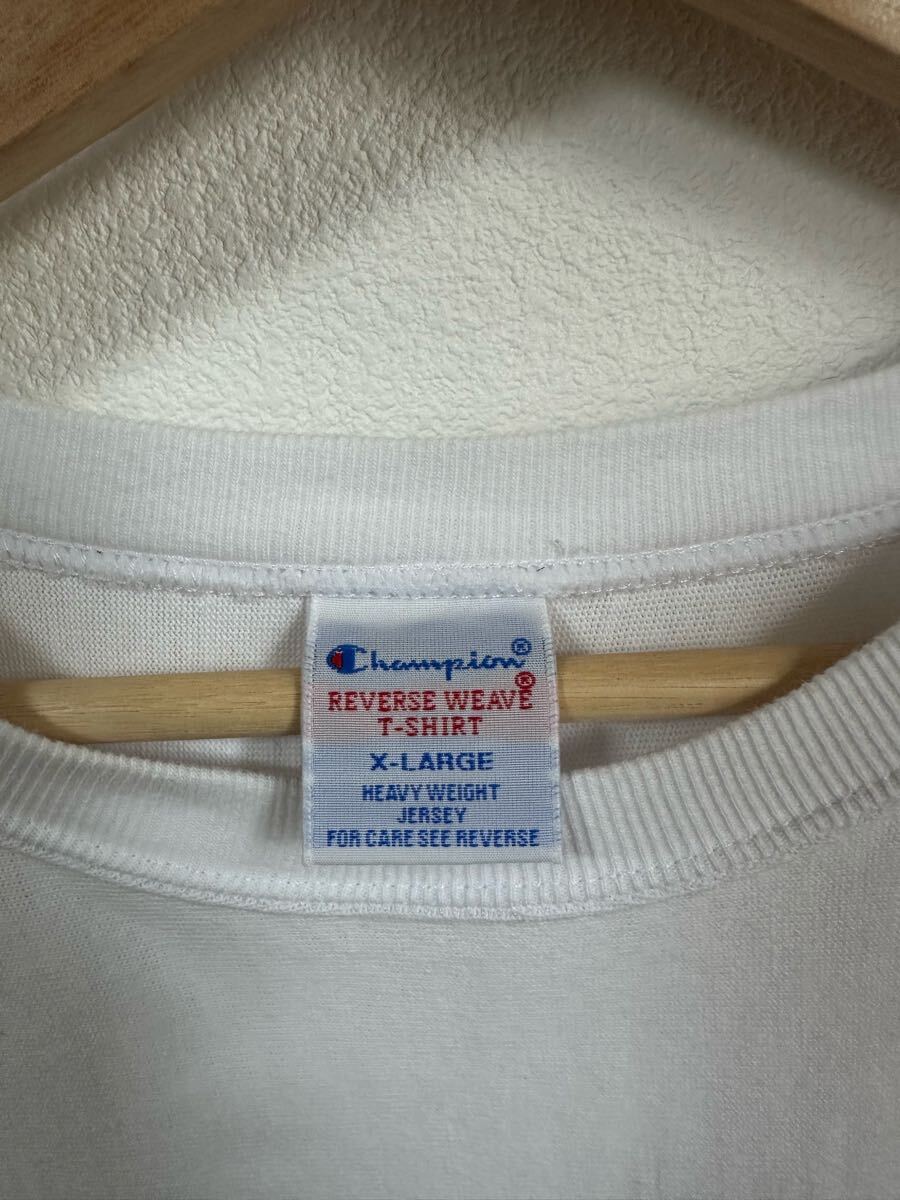 Champion®
REVERSE WEAVE®
T-SHIRT
X-LARGE
HEAVY WEIGHT
JERSEY
FOR CARE SEE REVERSE